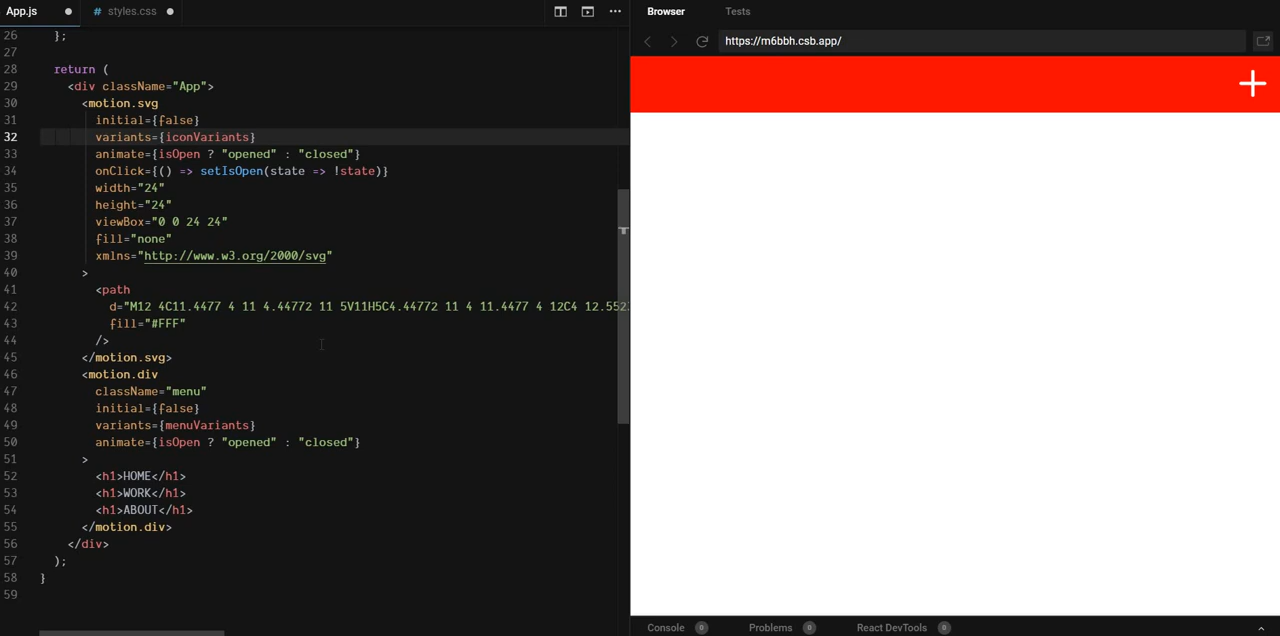 App.js
# styles.css
Browser
Tests
https://m6bbh.csb.app/
26 };
27
28 return (
29 <div className="App">
30 <motion.svg
31 initial={false}
32 variants={iconVariants}
33 animate={isOpen ? "opened" : "closed"}
34 onClick={() => setIsOpen(state => !state)}
35 width="24"
36 height="24"
37 viewBox="0 0 24 24"
38 fill="none"
39 xmlns="http://www.w3.org/2000/svg"
40 >
41 <path
42 d="M12 4C11.4477 4 11 4.44772 11 5V11H5C4.44772 11 4 11.4477 4 12C4 12.552
43 fill="#FFF"
44 />
45 </motion.svg>
46 <motion.div
47 className="menu"
48 initial={false}
49 variants={menuVariants}
50 animate={isOpen ? "opened" : "closed"}
51 >
52 <h1>HOME</h1>
53 <h1>WORK</h1>
54 <h1>ABOUT</h1>
55 </motion.div>
56 </div>
57 );
58 }
59
Console 0
Problems 0
React DevTools 0